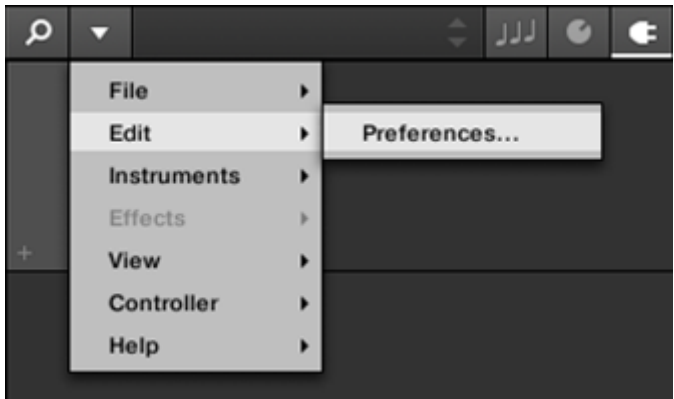 File
Edit
Preferences...
Instruments
Effects
View
Controller
Help